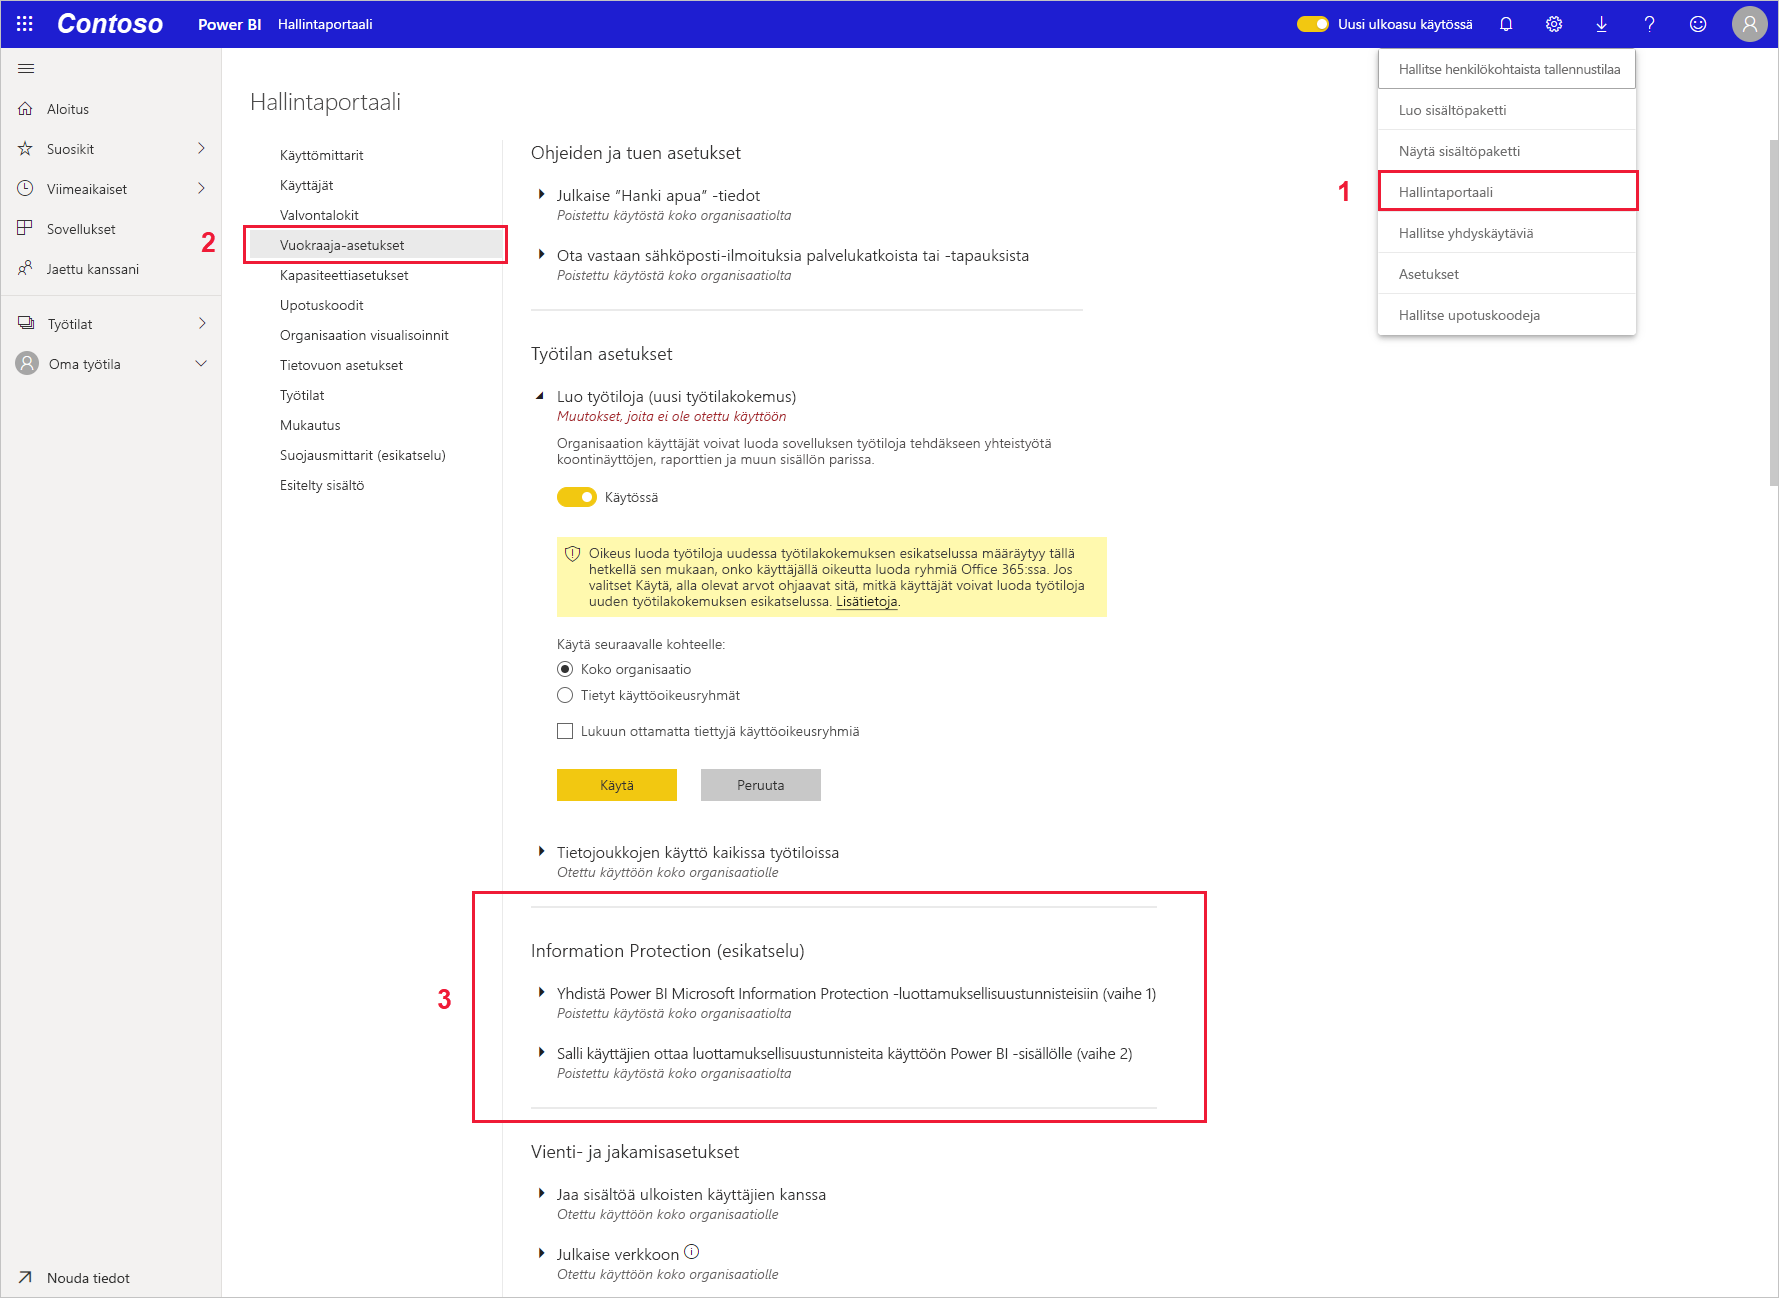 Contoso
Power BI
Hallintaportaali
Uusi ulkoasu käytössä
Aloitus
Suosikit
Viimeaikaiset
Sovellukset
Jaettu kanssani
Työtilat
Oma työtila
Nouda tiedot
Hallintaportaali
Käyttömittarit
Käyttäjät
Valvontalokit
2
Vuokraaja-asetukset
Kapasiteettiasetukset
Upotuskoodit
Organisaation visualisoinnit
Tietovuon asetukset
Työtilat
Mukautus
Suojausmittarit (esikatselu)
Esitelty sisältö
Ohjeiden ja tuen asetukset
Julkaise ”Hanki apua” -tiedot
Poistettu käytöstä koko organisaatiolta
Ota vastaan sähköposti-ilmoituksia palvelukatkoista tai -tapauksista
Poistettu käytöstä koko organisaatiolta
Työtilan asetukset
Luo työtiloja (uusi työtilakokemus)
Muutokset, joita ei ole otettu käyttöön
Organisaation käyttäjät voivat luoda sovelluksen työtiloja tehdäkseen yhteistyötä
koontinäyttöjen, raporttien ja muun sisällön parissa.
Käytössä
Oikeus luoda työtiloja uudessa työtilakokemuksen esikatselussa määräytyy tällä
hetkellä sen mukaan, onko käyttäjällä oikeutta luoda ryhmiä Office 365:ssa. Jos
valitset Käytä, alla olevat arvot ohjaavat sitä, mitkä käyttäjät voivat luoda työtiloja
uuden työtilakokemuksen esikatselussa. Lisätietoja.
Käytä seuraavalle kohteelle:
Koko organisaatio
Tietyt käyttöoikeusryhmät
Lukuun ottamatta tiettyjä käyttöoikeusryhmiä
Käytä
Peruuta
Tietojoukkojen käyttö kaikissa työtiloissa
Otettu käyttöön koko organisaatiolle
3
Information Protection (esikatselu)
Yhdistä Power BI Microsoft Information Protection -luottamuksellisuustunnisteisiin (vaihe 1)
Poistettu käytöstä koko organisaatiolta
Salli käyttäjien ottaa luottamuksellisuustunnisteita käyttöön Power BI -sisällölle (vaihe 2)
Poistettu käytöstä koko organisaatiolta
Vienti- ja jakamisasetukset
Jaa sisältöä ulkoisten käyttäjien kanssa
Otettu käyttöön koko organisaatiolle
Julkaise verkkoon
Otettu käyttöön koko organisaatiolle
Hallitse henkilökohtaista tallennustilaa
Luo sisältöpaketti
Näytä sisältöpaketti
1
Hallintaportaali
Hallitse yhdyskäytäviä
Asetukset
Hallitse upotuskoodeja